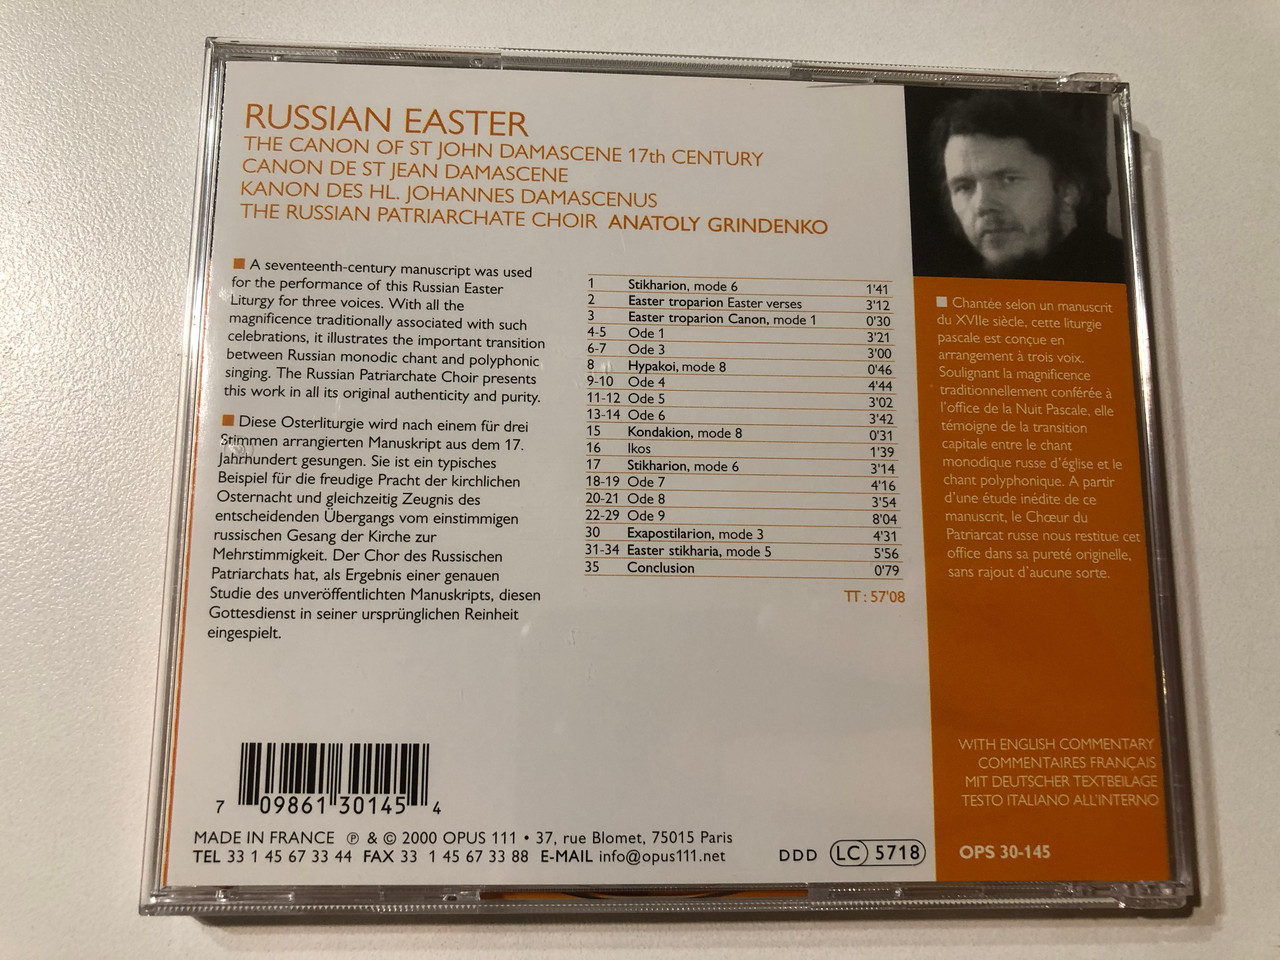 RUSSIAN EASTER
THE CANON OF ST JOHN DAMASCENE 17th CENTURY
CANON DE ST JEAN DAMASCENE
KANON DES HL. JOHANNES DAMASCENUS
THE RUSSIAN PATRIARCHATE CHOIR ANATOLY GRINDENKO
A seventeenth-century manuscript was used
for the performance of this Russian Easter
Liturgy for three voices. With all the
magnificence traditionally associated with such
celebrations, it illustrates the important transition
between Russian monodic chant and polyphonic
singing. The Russian Patriarchate Choir presents
this work in all its original authenticity and purity.
Diese Osterliturgie wird nach einem für drei
Stimmen arrangierten Manuskript aus dem 17.
Jahrhundert gesungen. Sie ist ein typisches
Beispiel für die freudige Pracht der kirchlichen
Osternacht und gleichzeitig Zeugnis des
entscheidenden Übergangs vom einstimmigen
russischen Gesang der Kirche zur
Mehrstimmigkeit. Der Chor des Russischen
Patriarchats hat, als Ergebnis einer genauen
Studie des unveröffentlichten Manuskripts, diesen
Gottesdienst in seiner ursprünglichen Reinheit
eingespielt.
1 Stikharion, mode 6 1'41
2 Easter troparion Easter verses 3'12
3 Easter troparion Canon, mode 1 0'30
4-5 Ode 1 3'21
6-7 Ode 3 3'00
8 Hypakoi, mode 8 0'46
9-10 Ode 4 4'44
11-12 Ode 5 3'02
13-14 Ode 6 3'42
15 Kondakion, mode 8 0'31
16 Ikos 1'39
17 Stikharion, mode 6 3'14
18-19 Ode 7 4'16
20-21 Ode 8 3'54
22-29 Ode 9 8'04
30 Exapostilarion, mode 3 4'31
31-34 Easter stikharia, mode 5 5'56
35 Conclusion 0'79
TT : 57'08
Chantée selon un manuscrit
du XVIIe siècle, cette liturgie
pascale est conçue en
arrangement à trois voix.
Soulignant la magnificence
traditionnellement conférée à
l'office de la Nuit Pascale, elle
témoigne de la transition
capitale entre le chant
monodique russe d'église et le
chant polyphonique. A partir
d'une étude inédite de ce
manuscrit, le Chœur du
Patriarcat russe nous restitue cet
office dans sa pureté originelle,
sans rajout d'aucune sorte.
WITH ENGLISH COMMENTARY
COMMENTAIRES FRANÇAIS
MIT DEUTSCHER TEXTBEILAGE
TESTO ITALIANO ALL'INTERNO
7 09861 30145 4
MADE IN FRANCE ℗ & © 2000 OPUS 111 • 37, rue Blomet, 75015 Paris
TEL 33 1 45 67 33 44 FAX 33 1 45 67 33 88 E-MAIL info@opus111.net
DDD LC 5718
OPS 30-145